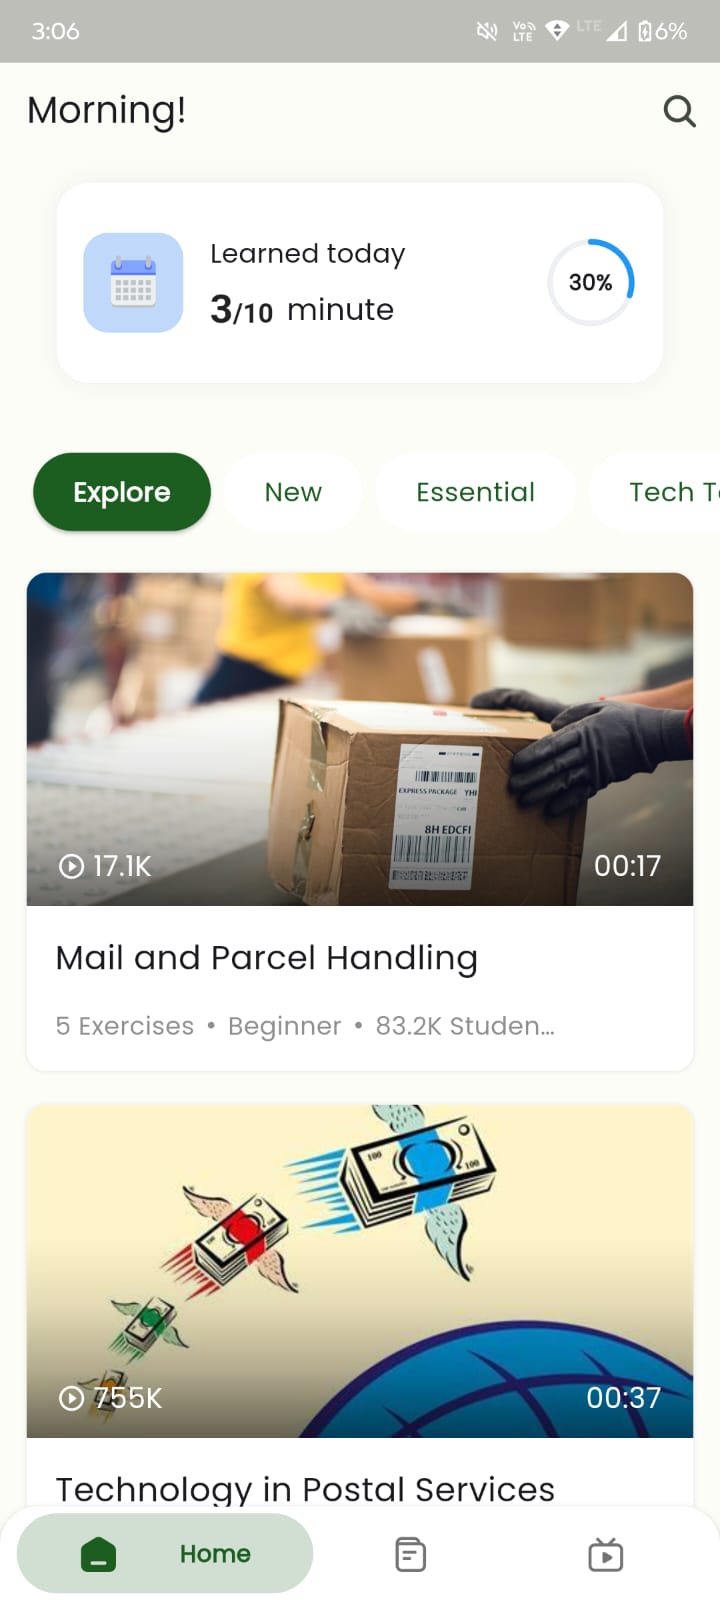 3:06
Vo LTE LTE 6%
Morning!
Learned today
3/10 minute
30%
Explore New Essential Tech T
EXPRESS PACKAGE YHI
8H EDCFI
17.1K 00:17
Mail and Parcel Handling
5 Exercises • Beginner • 83.2K Studen...
100
100
755K 00:37
Technology in Postal Services
Home